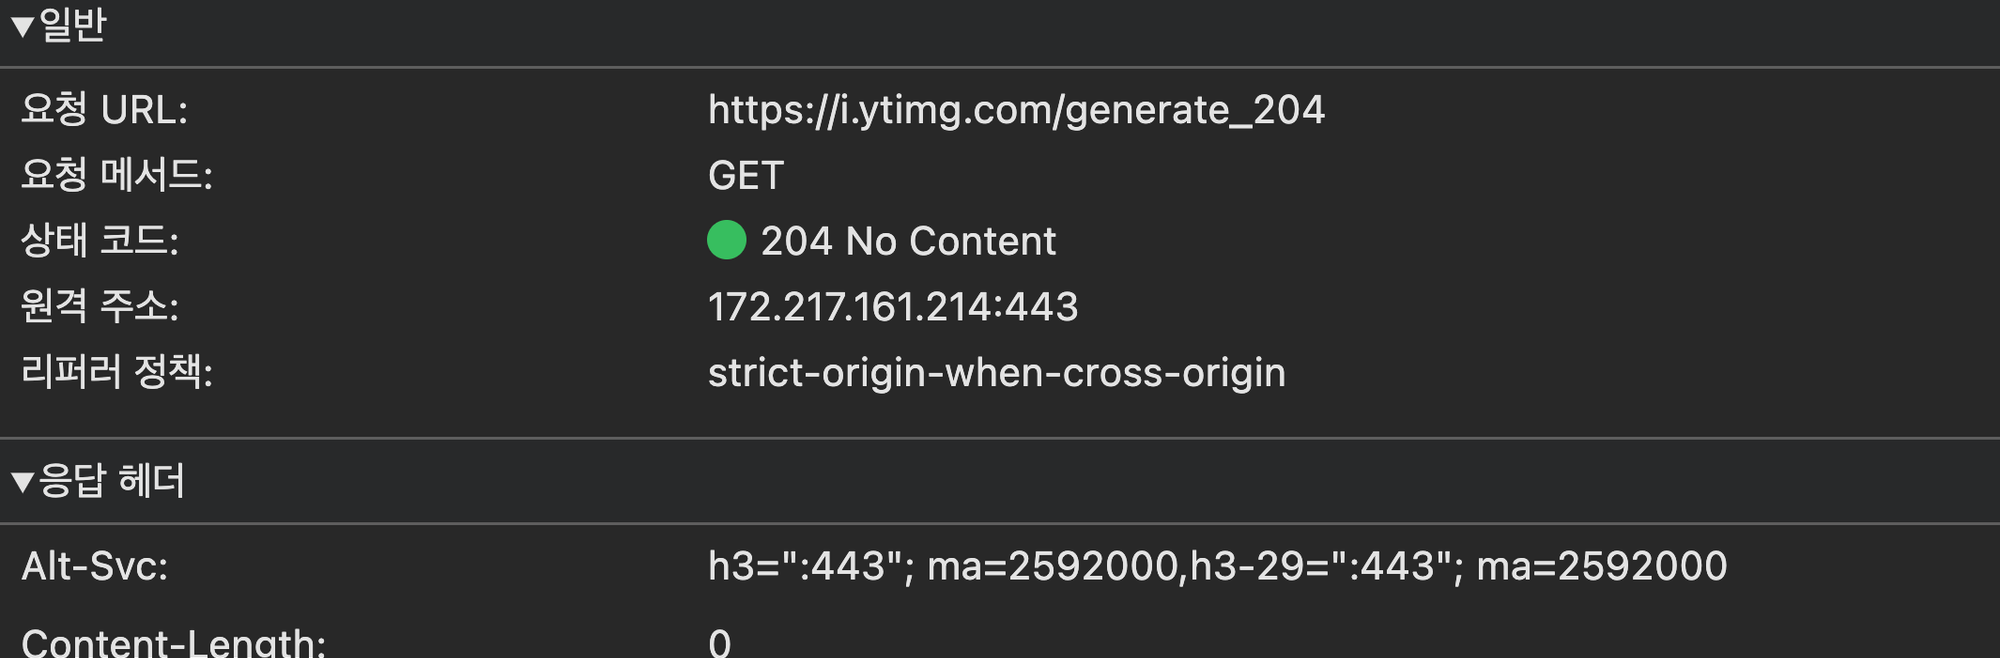 ▼일반
요청 URL: https://i.ytimg.com/generate_204
요청 메서드: GET
상태 코드: 204 No Content
원격 주소: 172.217.161.214:443
리퍼러 정책: strict-origin-when-cross-origin
▼응답 헤더
Alt-Svc: h3=":443"; ma=2592000,h3-29=":443"; ma=2592000
Content-Length: 0